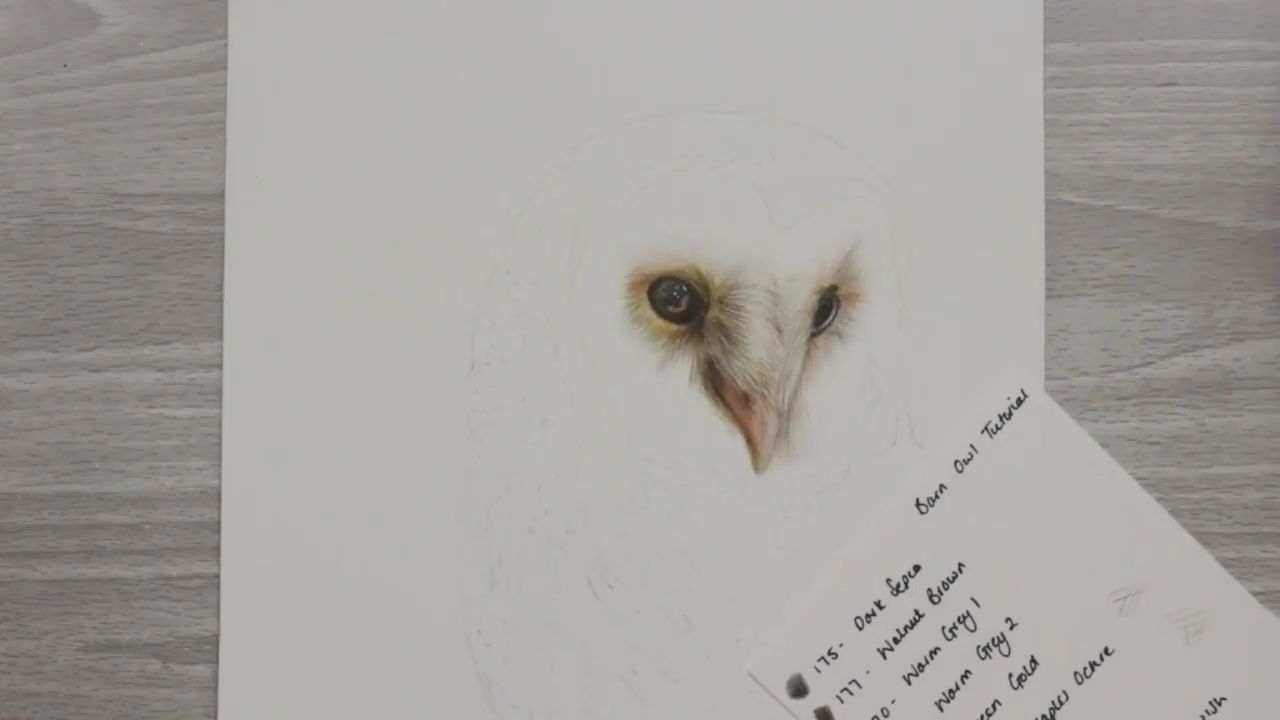 Barn Owl Tutorial
175- Dark Sepia
177- Walnut Brown
Warm Grey 1
Warm Grey 2
Gold
Ochre